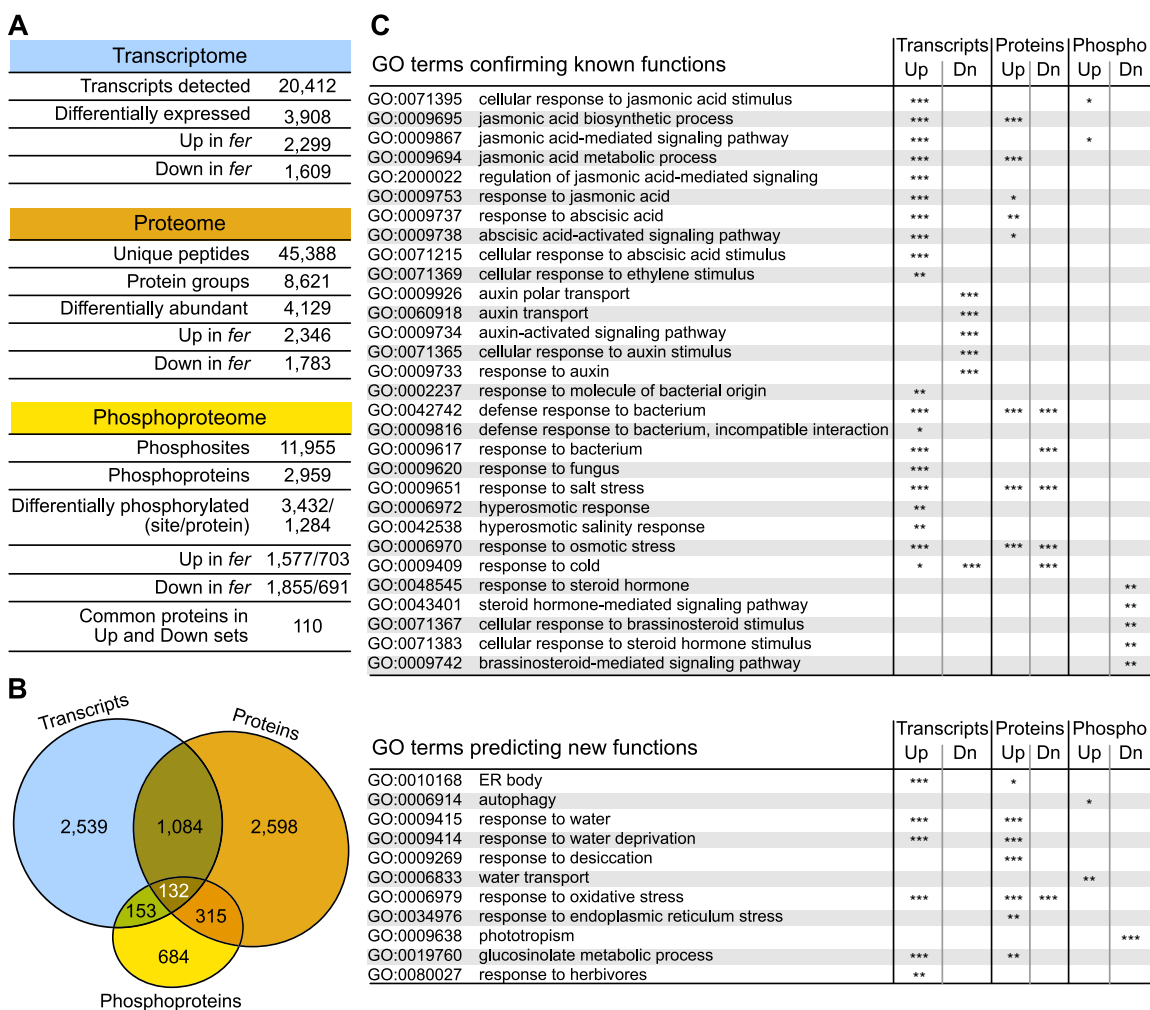 A
Transcriptome
Transcripts detected 20,412
Differentially expressed 3,908
Up in fer 2,299
Down in fer 1,609
Proteome
Unique peptides 45,388
Protein groups 8,621
Differentially abundant 4,129
Up in fer 2,346
Down in fer 1,783
Phosphoproteome
Phosphosites 11,955
Phosphoproteins 2,959
Differentially phosphorylated 3,432/
(site/protein) 1,284
Up in fer 1,577/703
Down in fer 1,855/691
Common proteins in
Up and Down sets 110
B
Transcripts
Proteins
2,539
1,084
2,598
132
153
315
684
Phosphoproteins
C
Transcripts Proteins Phospho
GO terms confirming known functions Up Dn Up Dn Up Dn
GO:0071395 cellular response to jasmonic acid stimulus *** *
GO:0009695 jasmonic acid biosynthetic process *** ***
GO:0009867 jasmonic acid-mediated signaling pathway *** *
GO:0009694 jasmonic acid metabolic process *** ***
GO:2000022 regulation of jasmonic acid-mediated signaling ***
GO:0009753 response to jasmonic acid *** *
GO:0009737 response to abscisic acid *** **
GO:0009738 abscisic acid-activated signaling pathway *** *
GO:0071215 cellular response to abscisic acid stimulus ***
GO:0071369 cellular response to ethylene stimulus **
GO:0009926 auxin polar transport ***
GO:0060918 auxin transport ***
GO:0009734 auxin-activated signaling pathway ***
GO:0071365 cellular response to auxin stimulus ***
GO:0009733 response to auxin ***
GO:0002237 response to molecule of bacterial origin **
GO:0042742 defense response to bacterium *** *** ***
GO:0009816 defense response to bacterium, incompatible interaction *
GO:0009617 response to bacterium *** ***
GO:0009620 response to fungus ***
GO:0009651 response to salt stress *** *** ***
GO:0006972 hyperosmotic response **
GO:0042538 hyperosmotic salinity response **
GO:0006970 response to osmotic stress *** *** ***
GO:0009409 response to cold * *** ***
GO:0048545 response to steroid hormone **
GO:0043401 steroid hormone-mediated signaling pathway **
GO:0071367 cellular response to brassinosteroid stimulus **
GO:0071383 cellular response to steroid hormone stimulus **
GO:0009742 brassinosteroid-mediated signaling pathway **
Transcripts Proteins Phospho
GO terms predicting new functions Up Dn Up Dn Up Dn
GO:0010168 ER body *** *
GO:0006914 autophagy *
GO:0009415 response to water *** ***
GO:0009414 response to water deprivation *** ***
GO:0009269 response to desiccation ***
GO:0006833 water transport **
GO:0006979 response to oxidative stress *** *** ***
GO:0034976 response to endoplasmic reticulum stress **
GO:0009638 phototropism ***
GO:0019760 glucosinolate metabolic process *** **
GO:0080027 response to herbivores **